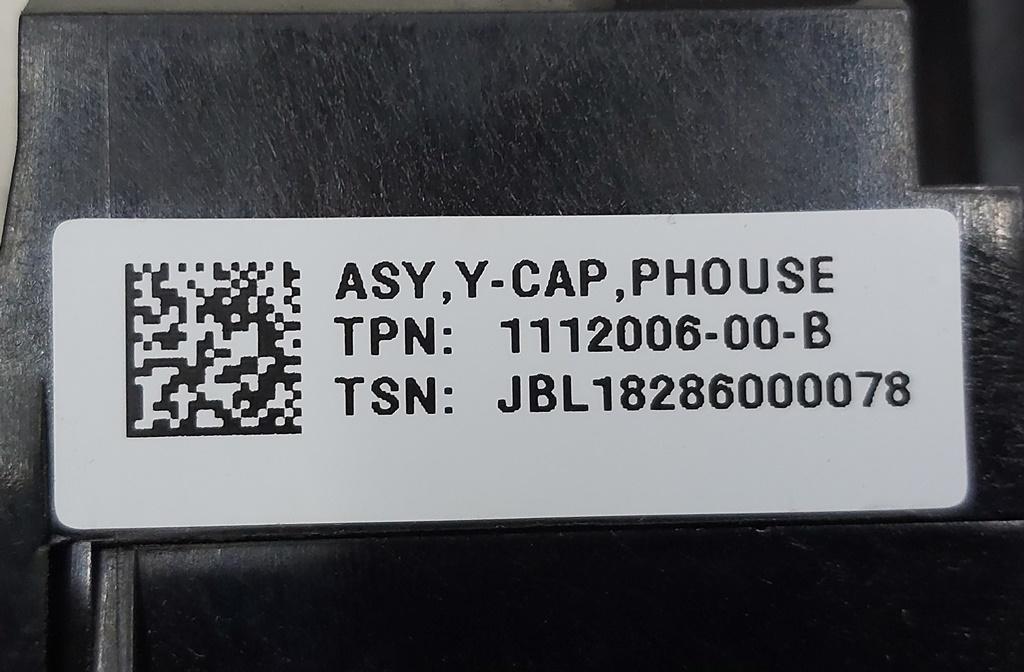 ASY,Y-CAP,PHOUSE
TPN: 1112006-00-B
TSN: JBL18286000078